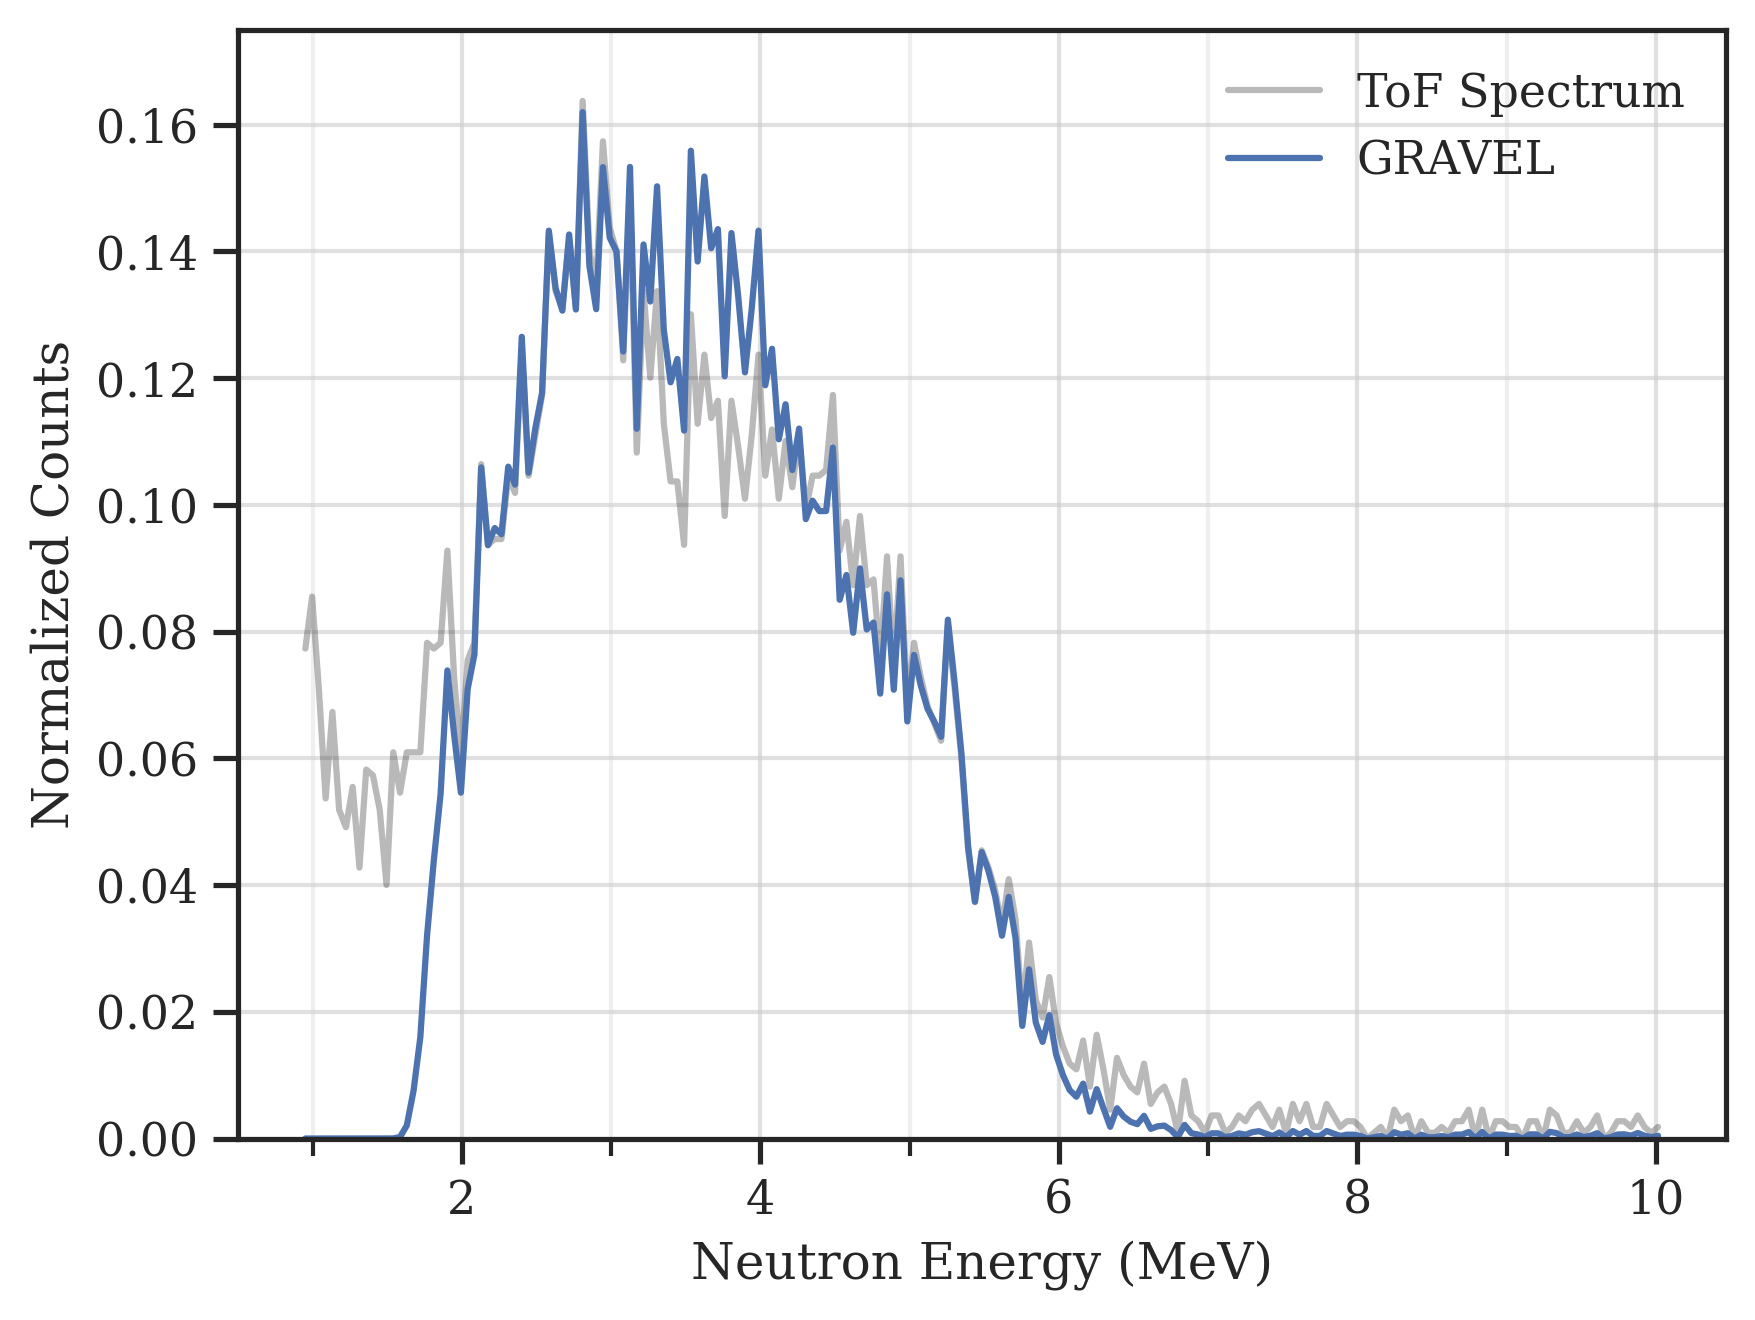 ToF Spectrum
GRAVEL
0.16
0.14
0.12
0.10
0.08
0.06
0.04
0.02
0.00
Normalized Counts
2 4 6 8 10
Neutron Energy (MeV)